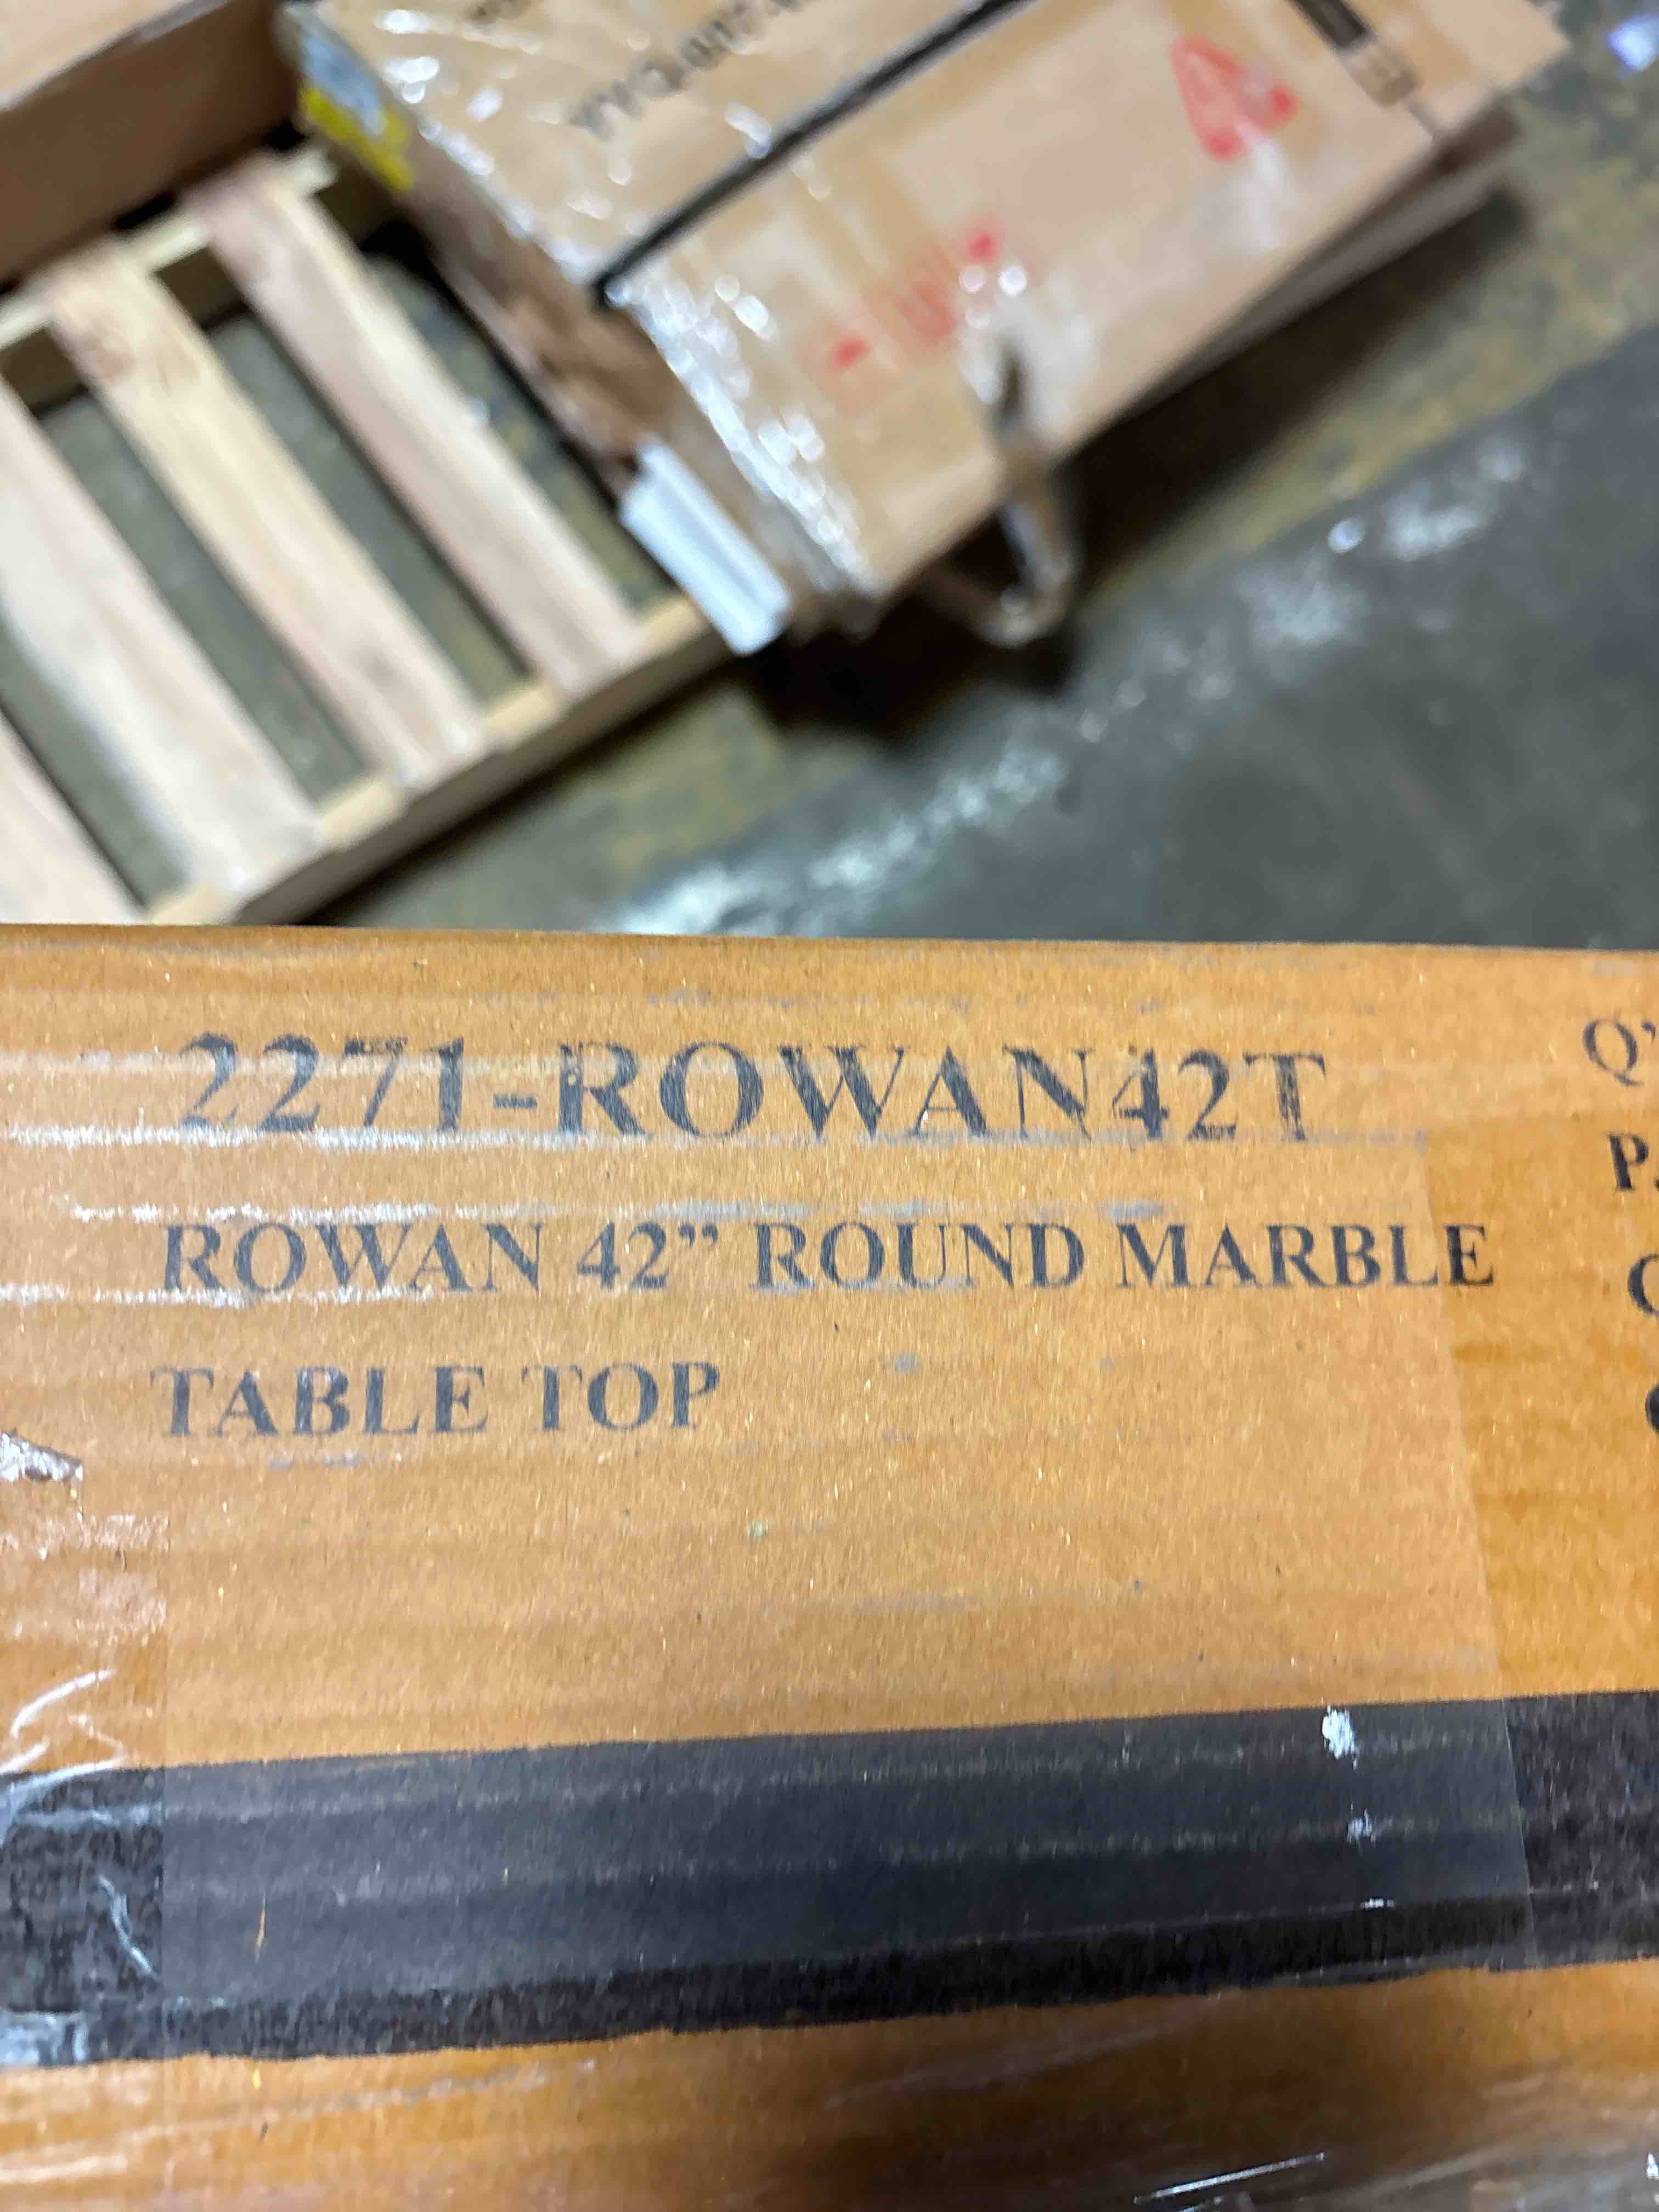 2271-ROWAN42T
ROWAN 42” ROUND MARBLE
TABLE TOP